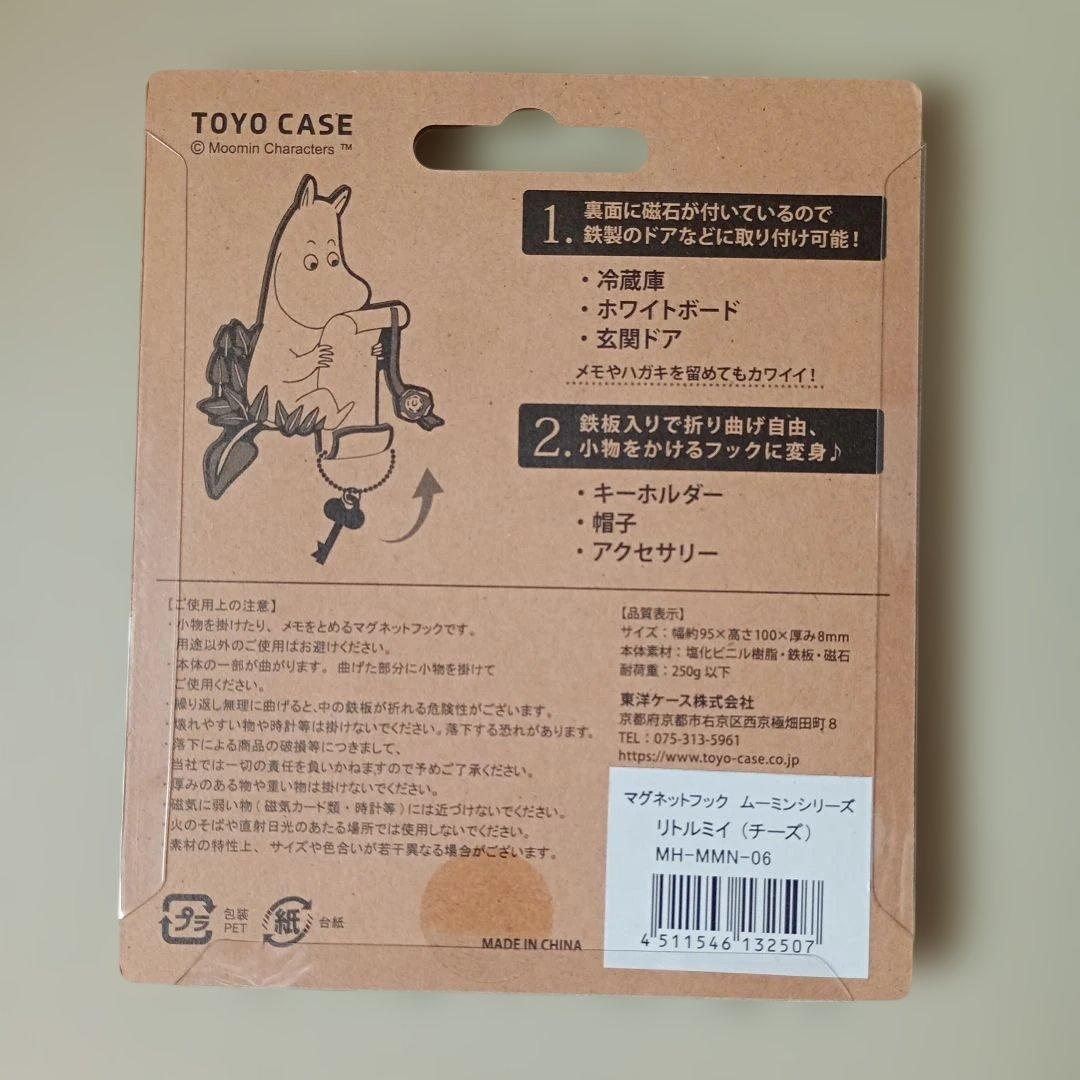 TOYO CASE
© Moomin Characters ™
1. 裏面に磁石が付いているので
鉄製のドアなどに取り付け可能！
・冷蔵庫
・ホワイトボード
・玄関ドア
メモやハガキを留めてもカワイイ！
2. 鉄板入りで折り曲げ自由、
小物をかけるフックに変身♪
・キーホルダー
・帽子
・アクセサリー
【ご使用上の注意】
・小物を掛けたり、メモをとめるマグネットフックです。
用途以外のご使用はお避けください。
・本体の一部が曲がります。曲げた部分に小物を掛けて
ご使用ください。
・繰り返し無理に曲げると、中の鉄板が折れる危険性がございます。
・壊れやすい物や時計等は掛けないでください。落下する恐れがあります。
・落下による商品の破損等につきまして、
当社では一切の責任を負いかねますので予めご了承ください。
・厚みのある物や重い物は掛けないでください。
・磁気に弱い物（磁気カード類・時計等）には近づけないでください。
・火のそばや直射日光のあたる場所では使用しないでください。
・素材の特性上、サイズや色合いが若干異なる場合がございます。
【品質表示】
サイズ：幅約95×高さ100×厚み8mm
本体素材：塩化ビニル樹脂・鉄板・磁石
耐荷重：250g以下
東洋ケース株式会社
京都府京都市右京区西京極畑田町８
TEL：075-313-5961
https://www.toyo-case.co.jp
マグネットフック ムーミンシリーズ
リトルミイ（チーズ）
MH-MMN-06
4 511546 132507
プラ
包装
PET
紙
台紙
MADE IN CHINA